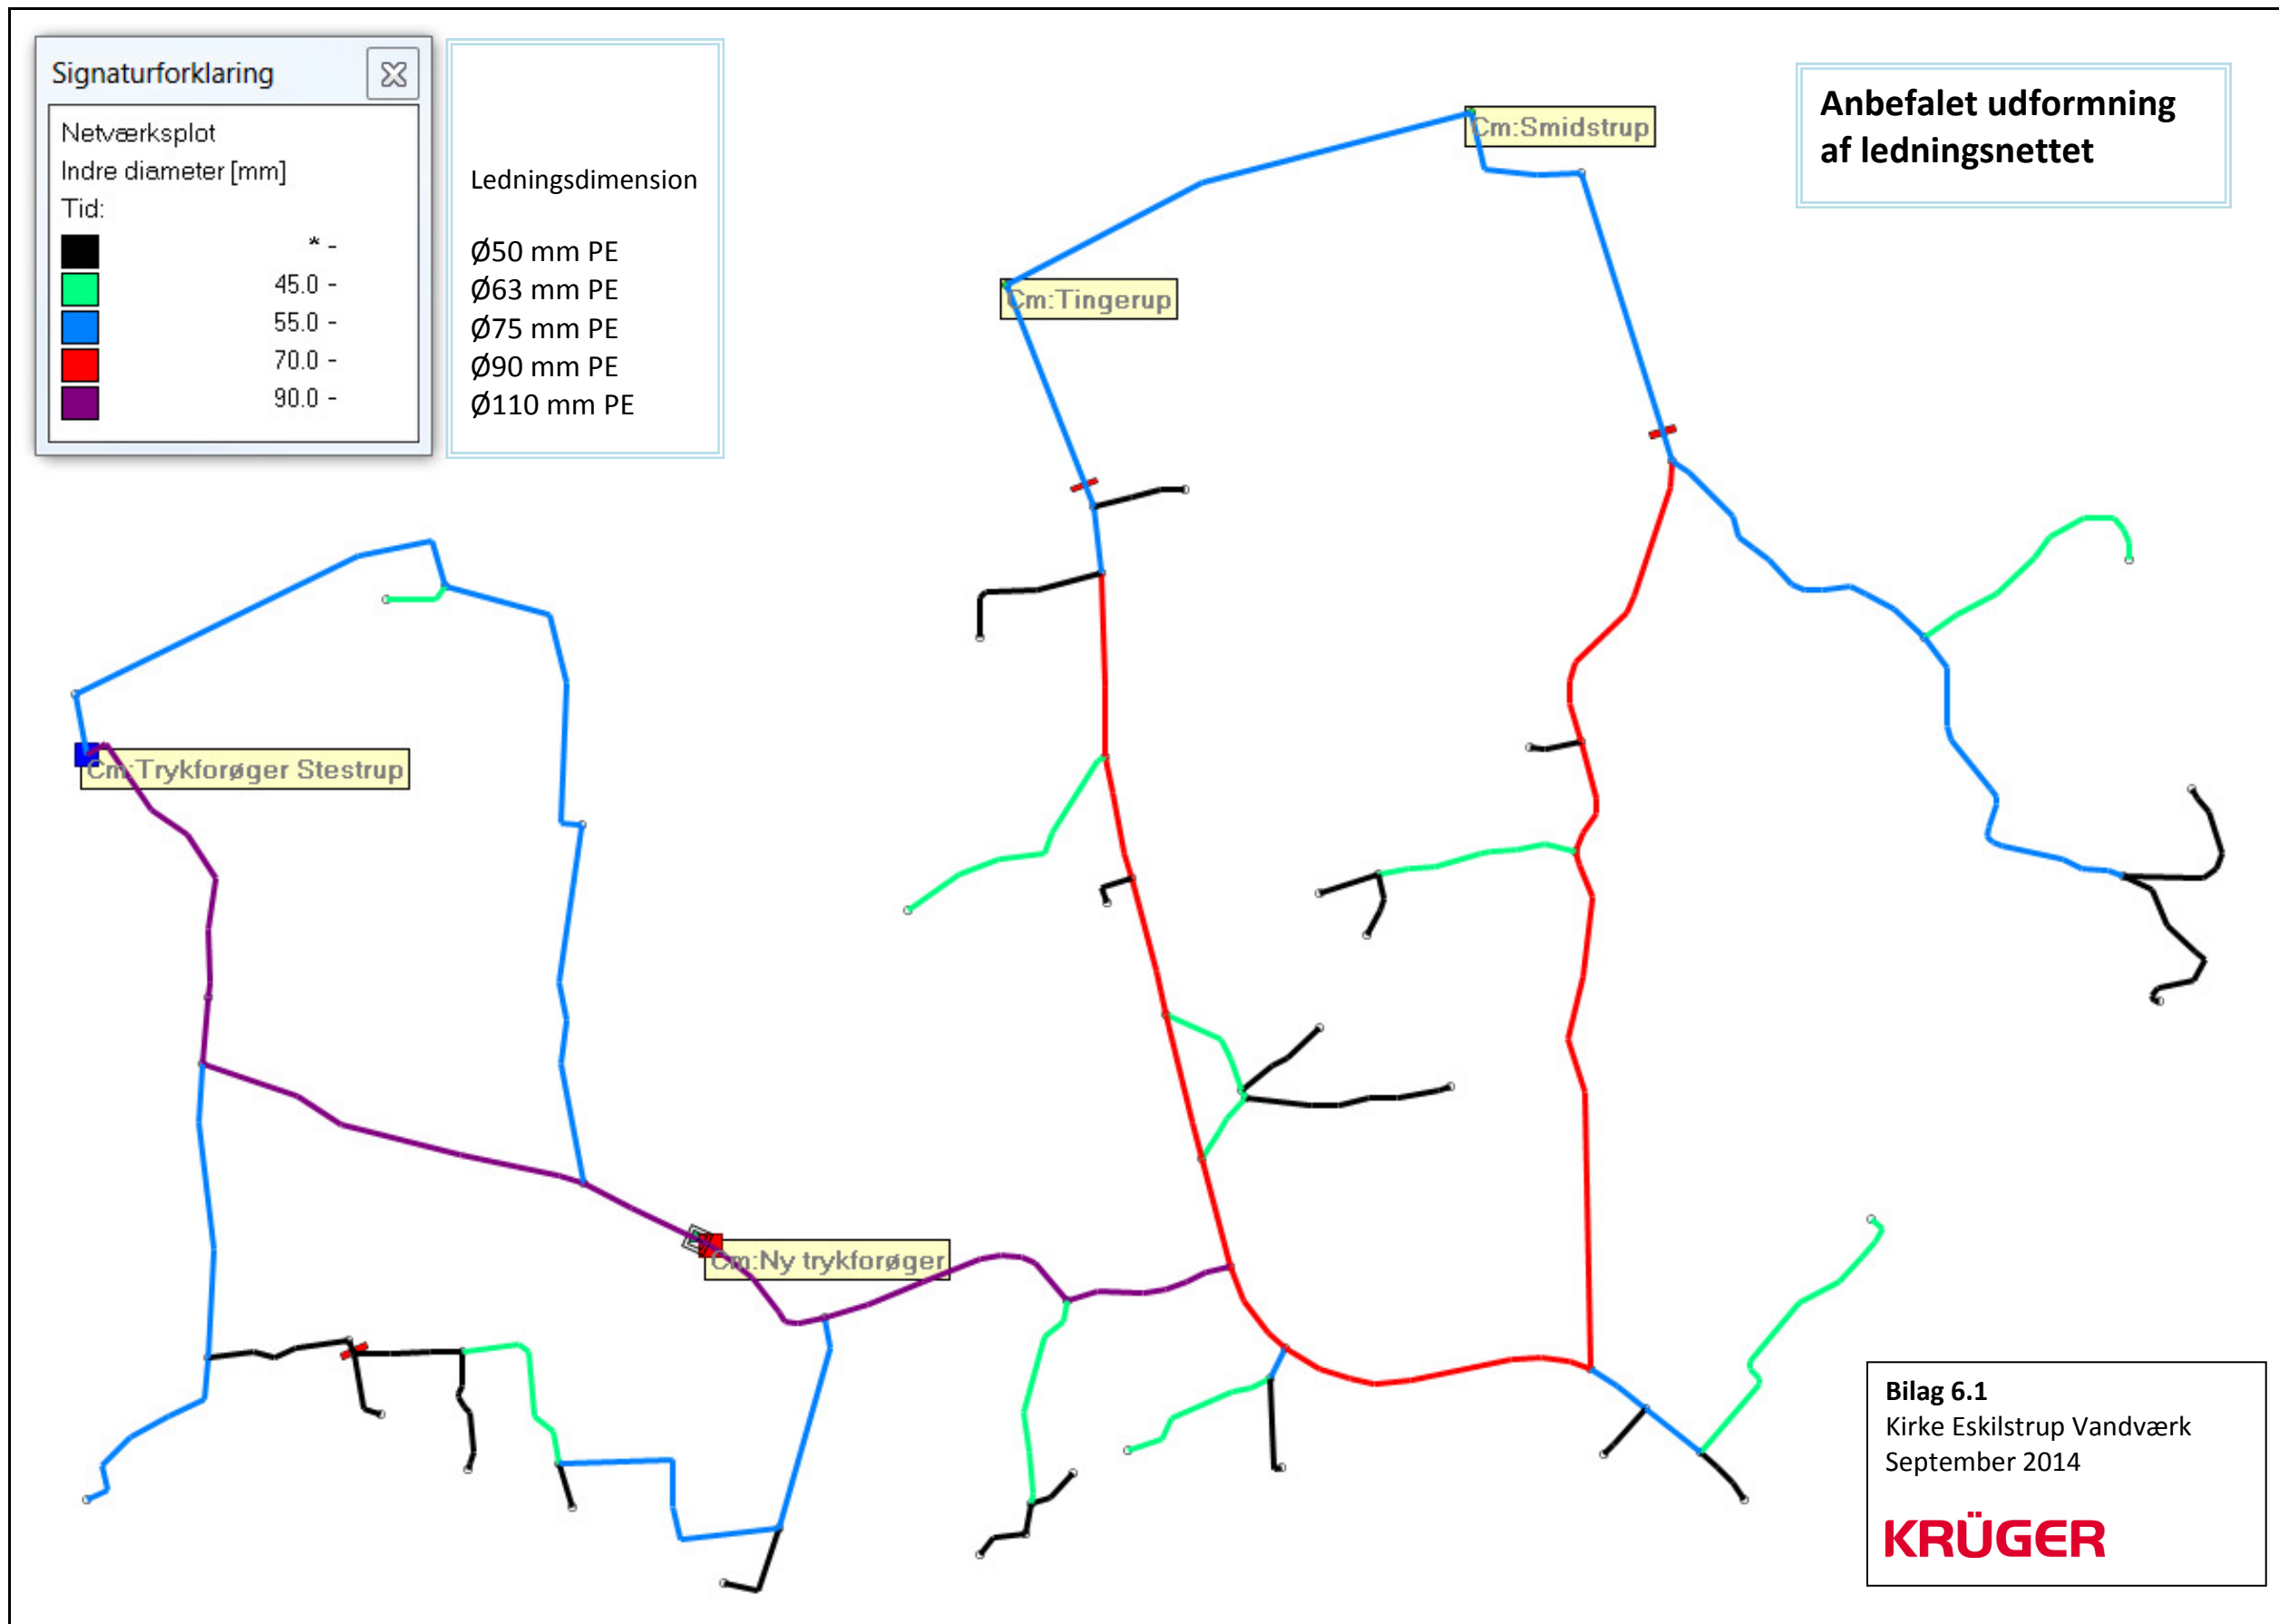 Signaturforklaring
Netværksplot
Indre diameter [mm]
Tid:
* -
45.0 -
55.0 -
70.0 -
90.0 -
Ledningsdimension
Ø50 mm PE
Ø63 mm PE
Ø75 mm PE
Ø90 mm PE
Ø110 mm PE
Cm:Smidstrup
Anbefalet udformning
af ledningsnettet
Cm:Tingerup
Cm:Trykforøger Stestrup
Cm:Ny trykforøger
Bilag 6.1
Kirke Eskilstrup Vandværk
September 2014
KRÜGER